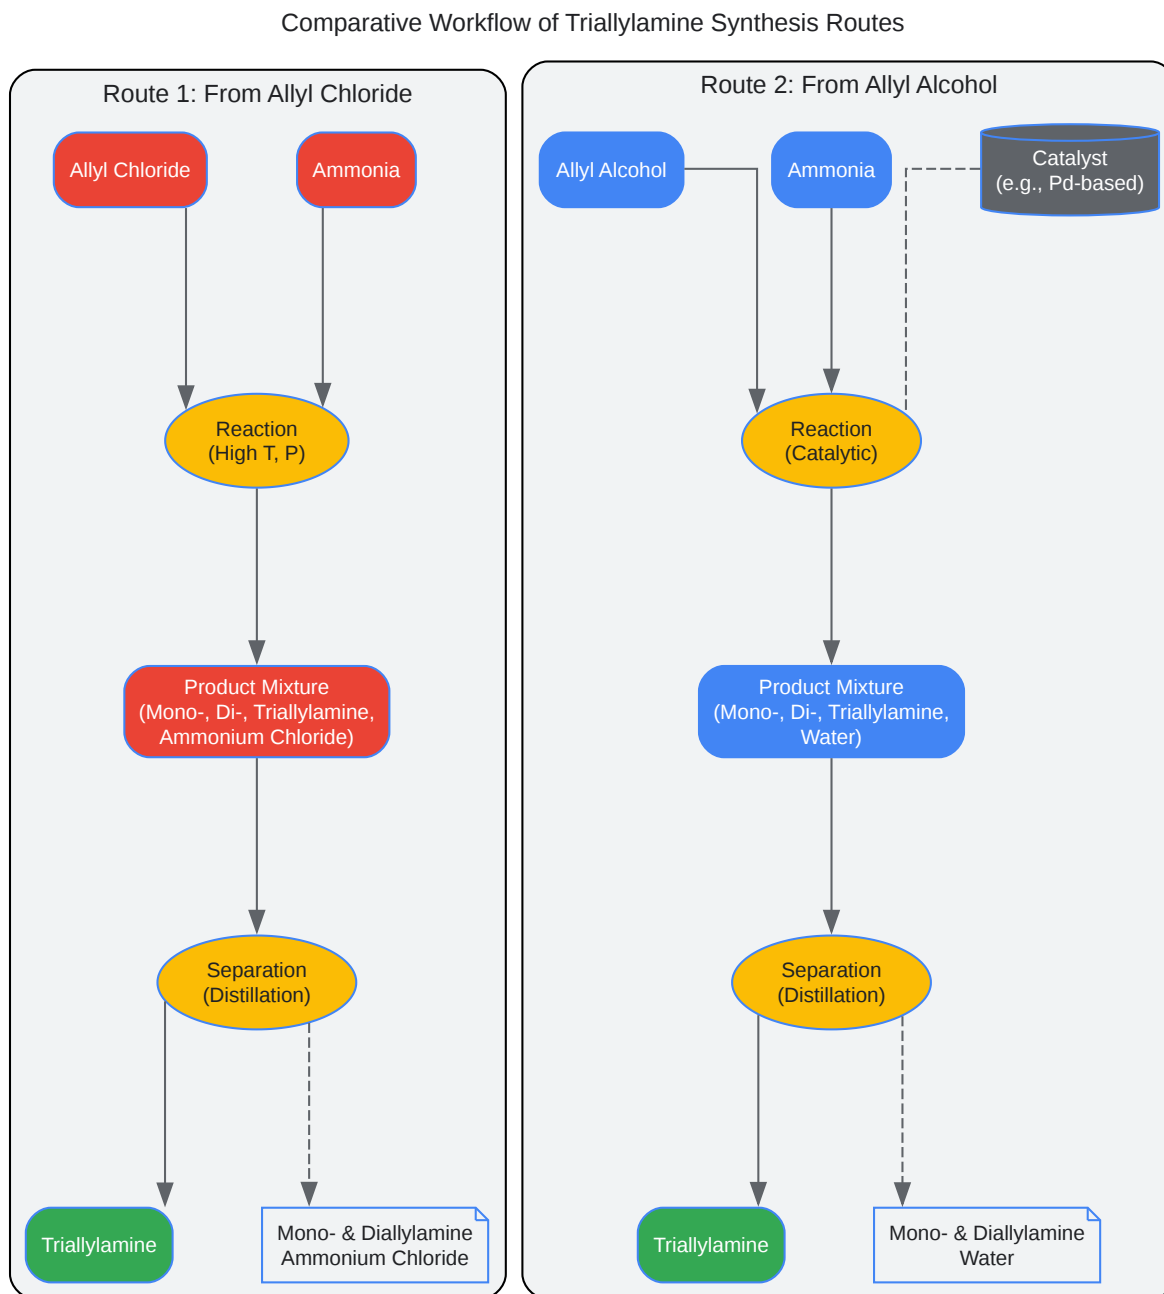 Comparative Workflow of Triallylamine Synthesis Routes
Route 1: From Allyl Chloride
Allyl Chloride
Ammonia
Reaction
(High T, P)
Product Mixture
(Mono-, Di-, Triallylamine,
Ammonium Chloride)
Separation
(Distillation)
Triallylamine
Mono- & Diallylamine
Ammonium Chloride
Route 2: From Allyl Alcohol
Allyl Alcohol
Ammonia
Catalyst
(e.g., Pd-based)
Reaction
(Catalytic)
Product Mixture
(Mono-, Di-, Triallylamine,
Water)
Separation
(Distillation)
Triallylamine
Mono- & Diallylamine
Water